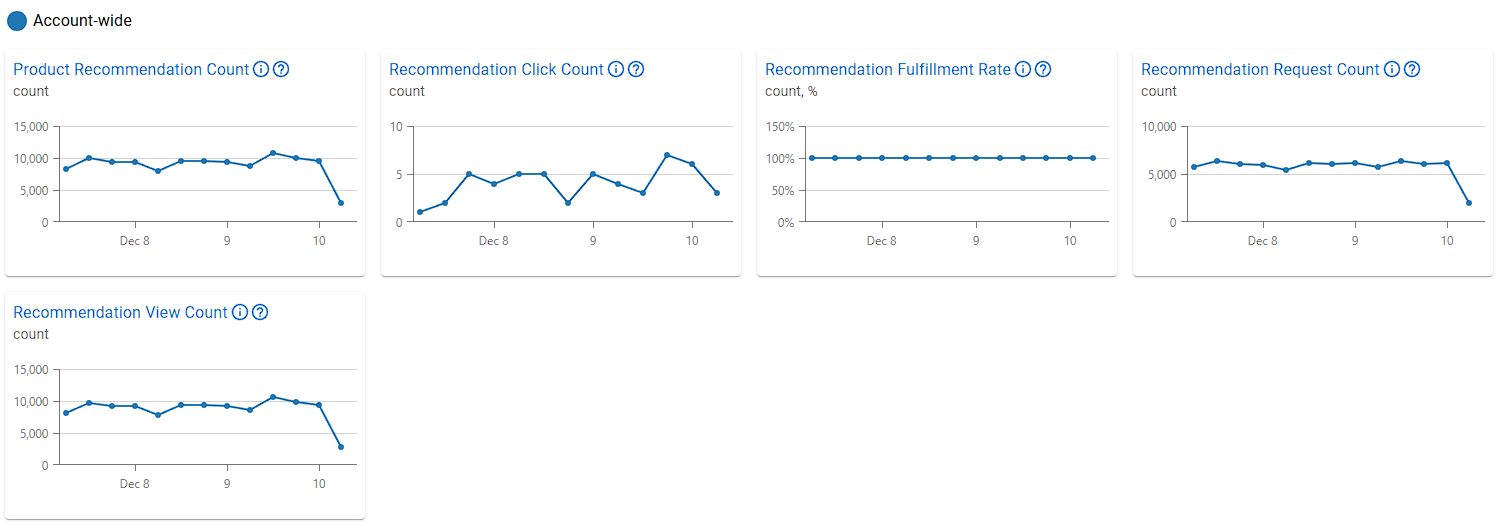 Account-wide
Product Recommendation Count
count
15,000
10,000
5,000
0
Dec 8
9
10
Recommendation Click Count
count
10
5
0
Dec 8
9
10
Recommendation Fulfillment Rate
count, %
150%
100%
50%
0%
Dec 8
9
10
Recommendation Request Count
count
10,000
5,000
0
Dec 8
9
10
Recommendation View Count
count
15,000
10,000
5,000
0
Dec 8
9
10